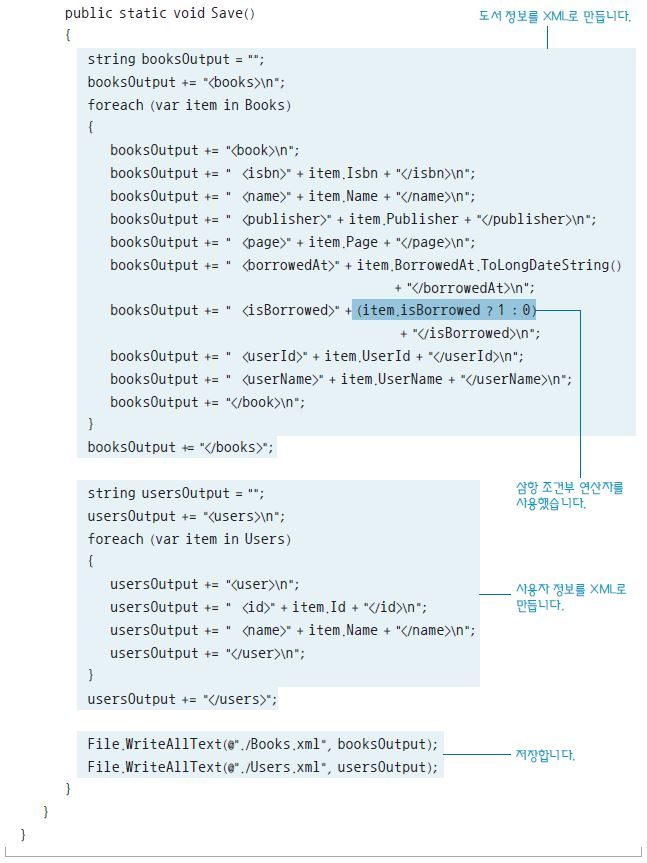 public static void Save()
도서 정보를 XML로 만듭니다.
{
string booksOutput = "";
booksOutput += "<books>\n";
foreach (var item in Books)
{
booksOutput += "<book>\n";
booksOutput += "  <isbn>" + item.Isbn + "</isbn>\n";
booksOutput += "  <name>" + item.Name + "</name>\n";
booksOutput += "  <publisher>" + item.Publisher + "</publisher>\n";
booksOutput += "  <page>" + item.Page + "</page>\n";
booksOutput += "  <borrowedAt>" + item.BorrowedAt.ToLongDateString()
+ "</borrowedAt>\n";
booksOutput += "  <isBorrowed>" + (item.isBorrowed ? 1 : 0)
+ "</isBorrowed>\n";
booksOutput += "  <userId>" + item.UserId + "</userId>\n";
booksOutput += "  <userName>" + item.UserName + "</userName>\n";
booksOutput += "</book>\n";
}
booksOutput += "</books>";
삼항 조건부 연산자를
사용했습니다.
string usersOutput = "";
usersOutput += "<users>\n";
foreach (var item in Users)
{
usersOutput += "<user>\n";
usersOutput += "  <id>" + item.Id + "</id>\n";
usersOutput += "  <name>" + item.Name + "</name>\n";
usersOutput += "</user>\n";
}
usersOutput += "</users>";
사용자 정보를 XML로
만듭니다.
File.WriteAllText(@"./Books.xml", booksOutput);
File.WriteAllText(@"./Users.xml", usersOutput);
저장합니다.
}
}
}